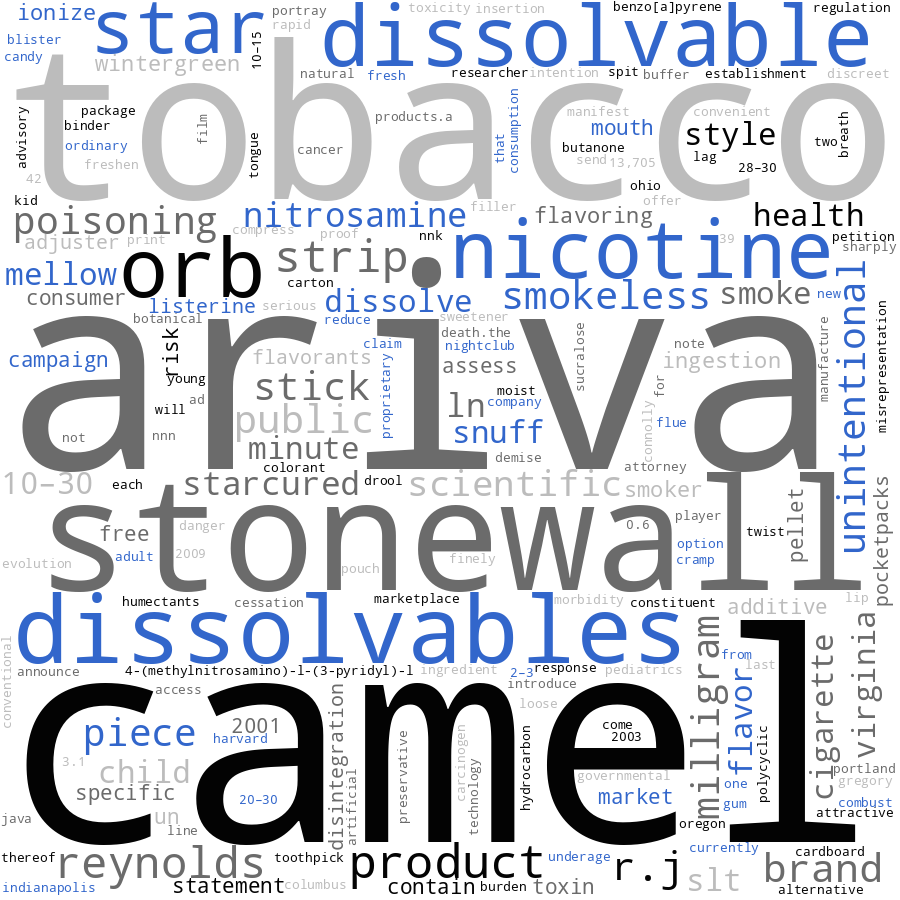 ionize
star
portray
toxicity
insertion
benzo[a]pyrene
regulation
blister
rapid
10–15
dissolvable
candy
wintergreen
natural
fresh
researcher
intention
spit
buffer
establishment
discreet
tobacco
advisory
package
binder
ordinary
freshen
42
film
tongue
cancer
products.a
that
consumption
manifest
mouth
butanone
send
13,705
convenient
style
lag
28–30
two
breath
ohio
offer
kid
poisoning
nitrosamine
filler
flavoring
health
adjuster
print
compress
proof
nnk
39
petition
sharply
orb
strip
nicotine
mellow
carton
consumer
listerine
serious
dissolve
smokeless
smoke
new
botanical
reduce
sweetener
death.the
ariva
campaign
risk
young
will
ad
flavorants
claim
nightclub
assess
sucralose
note
ingestion
manufacture
unintentional
misrepresentation
stick
proprietary
moist
company
ln
for
connolly
flue
public
not
nnn
minute
snuff
colorant
demise
attorney
10–30
each
starcured
drool
scientific
smoker
stonewall
free
danger
0.6
player
twist
pellet
pocketpacks
adult
2009
evolution
pouch
finely
option
cramp
humectants
cessation
marketplace
morbidity
constituent
additive
lip
dissolvables
conventional
announce
4-(methylnitrosamino)-l-(3-pyridyl)-l
ingredient
2–3
response
pediatrics
from
last
access
introduce
camel
milligram
flavor
cigarette
virginia
loose
piece
2001
harvard
disintegration
preservative
carcinogen
technology
hydrocarbon
come
2003
polycyclic
3.1
child
governmental
specific
20–30
artificial
market
one
gum
portland
gregory
combust
attractive
java
un
line
oregon
thereof
reynolds
toothpick
product
underage
r.j
currently
cardboard
brand
indianapolis
statement
columbus
contain
burden
toxin
slt
alternative